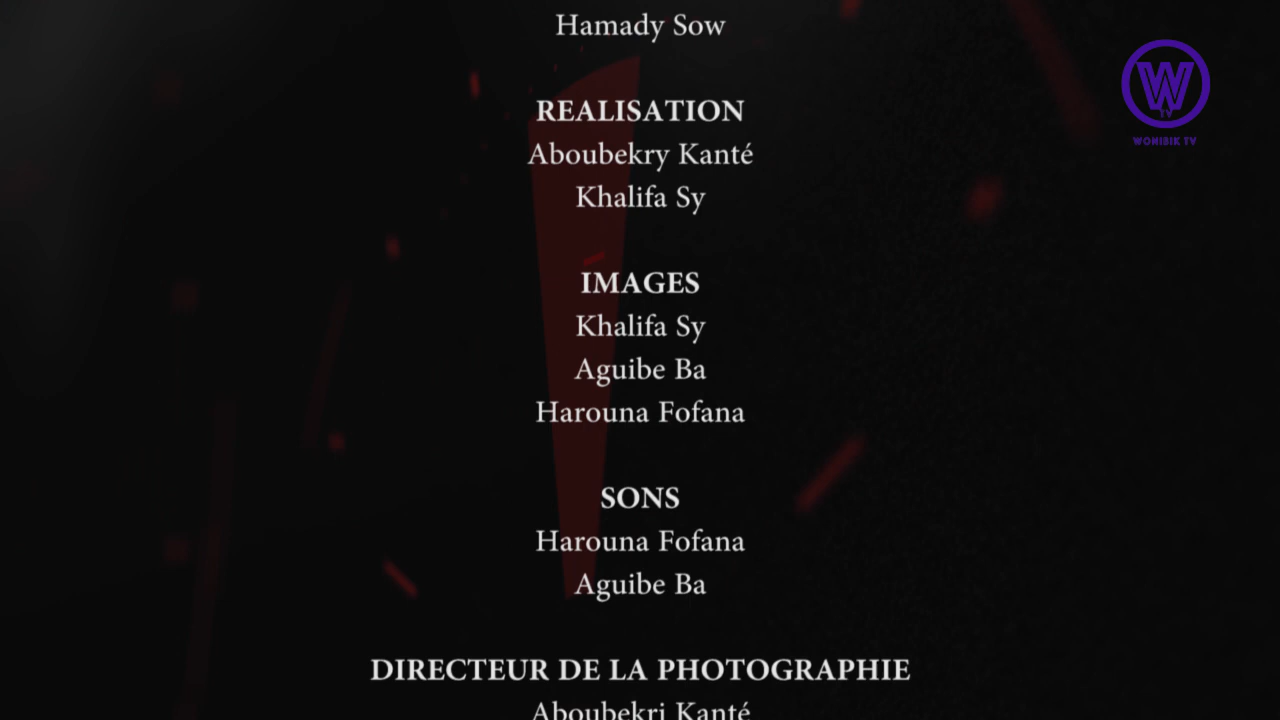 Hamady Sow
REALISATION
Aboubekry Kanté
Khalifa Sy
IMAGES
Khalifa Sy
Aguibe Ba
Harouna Fofana
SONS
Harouna Fofana
Aguibe Ba
DIRECTEUR DE LA PHOTOGRAPHIE
Aboubekri Kanté
W
TV
WONIBIK TV